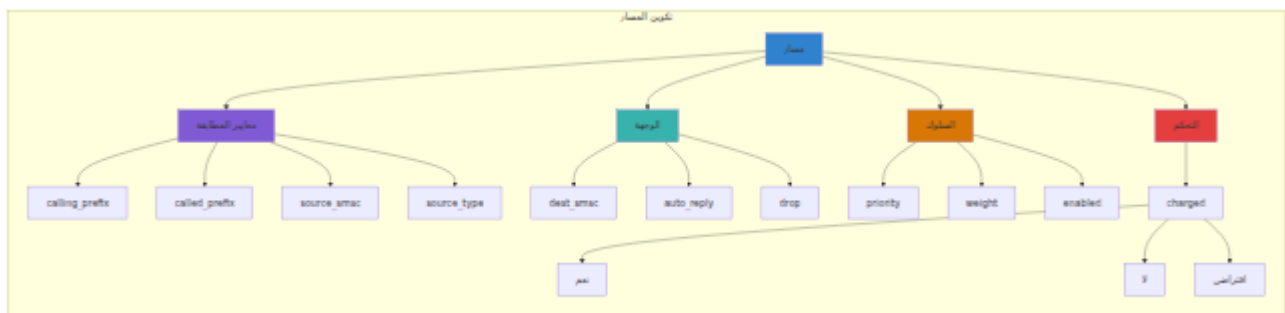 تكوين المسار
مسار
معايير المطابقة
الوجهة
السلوك
التحكم
calling_prefix
called_prefix
source_smsc
source_type
dest_smsc
auto_reply
drop
priority
weight
enabled
charged
نعم
لا
افتراضي